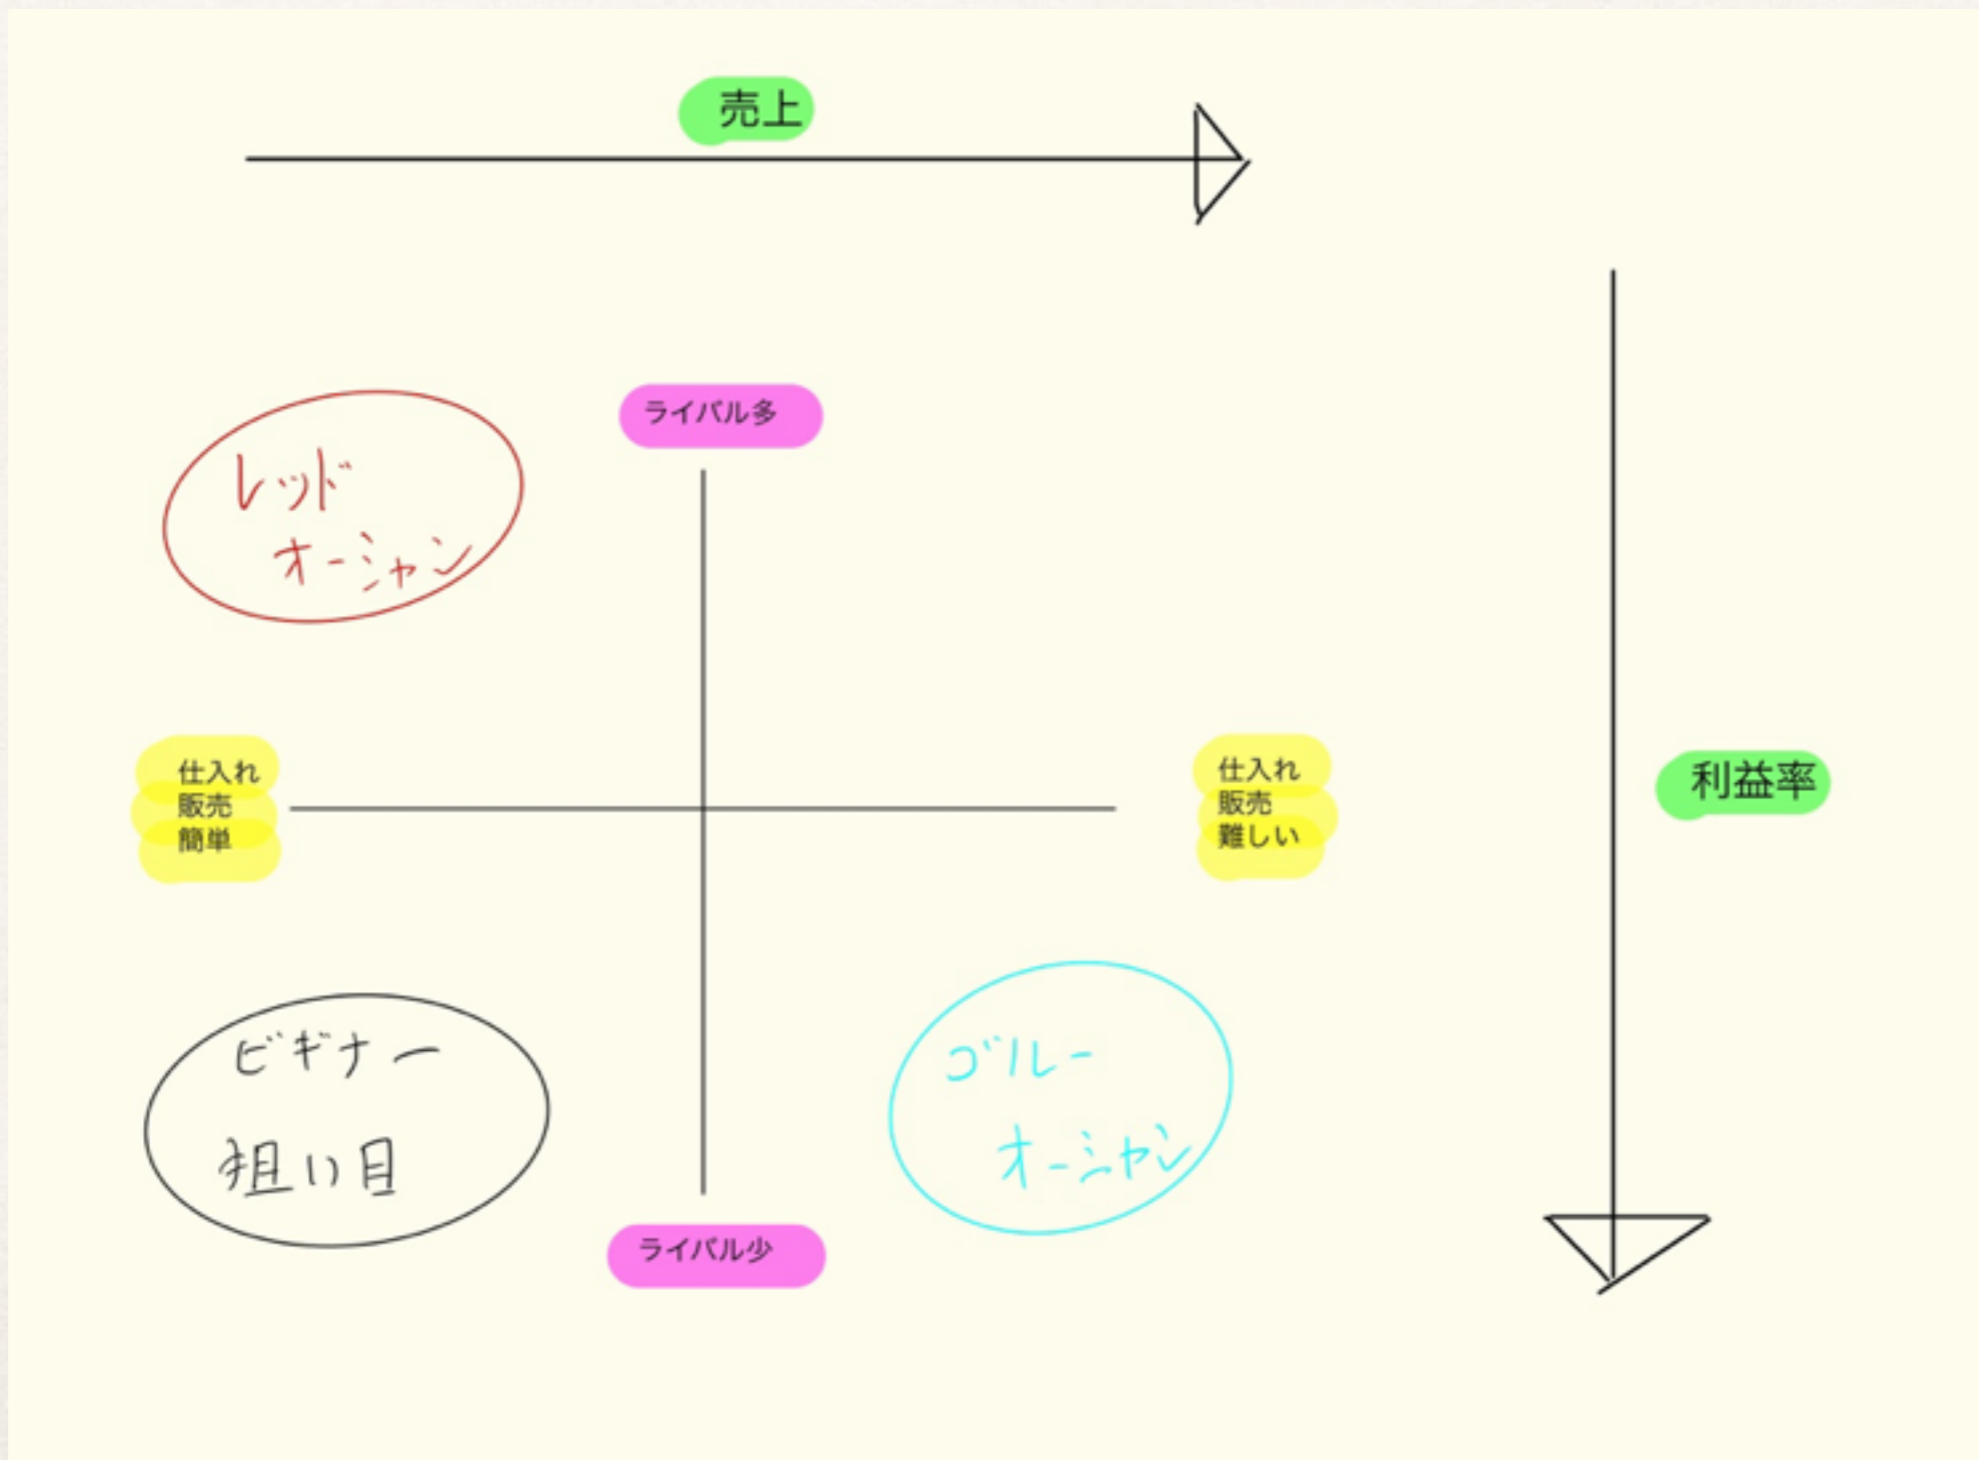 売上
ライバル多
レッド
オーシャン
仕入れ
販売
簡単
仕入れ
販売
難しい
利益率
ビギナー
狙い目
ブルー
オーシャン
ライバル少